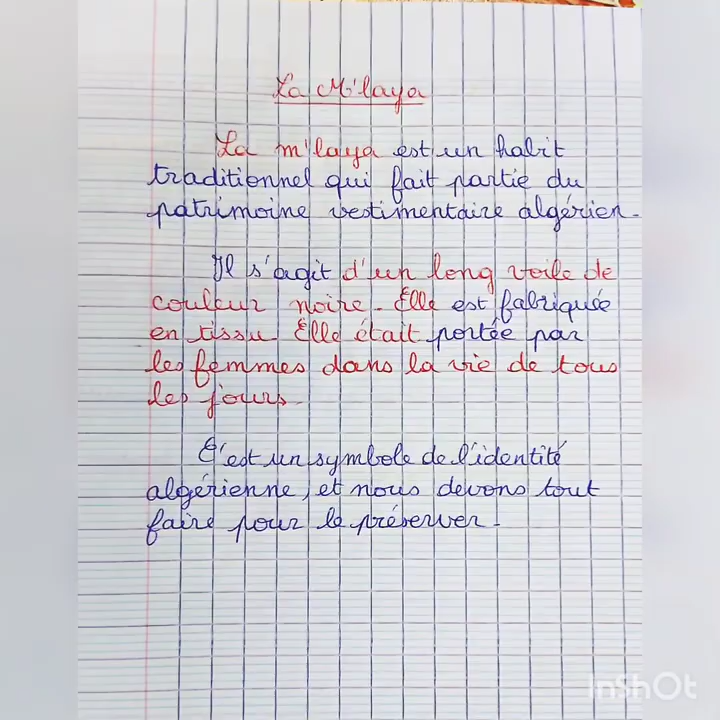 La M'laya
La m'laya est un habit
traditionnel qui fait partie du
patrimoine vestimentaire algérien.
Il s'agit d'un long voile de
couleur noire. Elle est fabriquée
en tissu. Elle était portée par
les femmes dans la vie de tous
les jours.
C'est un symbole de l'identité
algérienne, et nous devons tout
faire pour le préserver.
InShOt